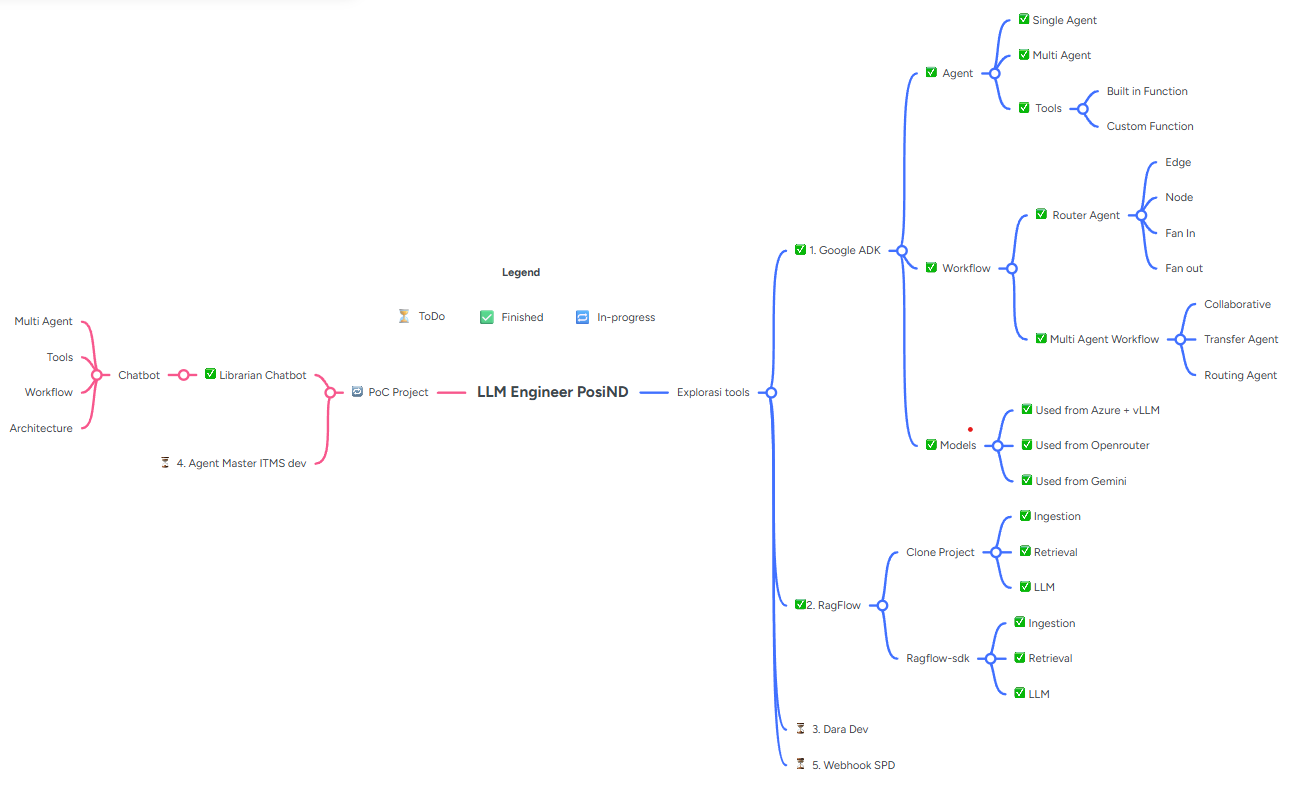 Single Agent
Multi Agent
Agent
Tools
Built in Function
Custom Function
Edge
Node
Router Agent
Fan In
Fan out
1. Google ADK
Workflow
Collaborative
Multi Agent Workflow
Transfer Agent
Routing Agent
Legend
ToDo
Finished
In-progress
Multi Agent
Tools
Chatbot
Librarian Chatbot
Workflow
Architecture
PoC Project
LLM Engineer PosiND
Explorasi tools
4. Agent Master ITMS dev
Used from Azure + vLLM
Models
Used from Openrouter
Used from Gemini
Ingestion
Clone Project
Retrieval
LLM
2. RagFlow
Ingestion
Ragflow-sdk
Retrieval
LLM
3. Dara Dev
5. Webhook SPD